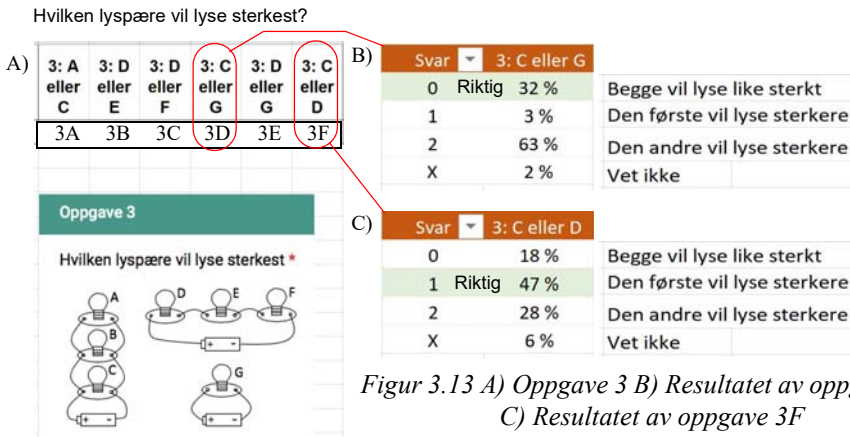 Hvilken lyspære vil lyse sterkest?
A)
3: A eller C
3: D eller E
3: D eller F
3: C eller G
3: D eller G
3: C eller D
3A 3B 3C 3D 3E 3F
Oppgave 3
Hvilken lyspære vil lyse sterkest *
A
B
C
D E F
G
+ -
+ -
+ -
B)
Svar 3: C eller G
0 Riktig 32 % Begge vil lyse like sterkt
1 3 % Den første vil lyse sterkere
2 63 % Den andre vil lyse sterkere
X 2 % Vet ikke
C)
Svar 3: C eller D
0 18 % Begge vil lyse like sterkt
1 Riktig 47 % Den første vil lyse sterkere
2 28 % Den andre vil lyse sterkere
X 6 % Vet ikke
Figur 3.13 A) Oppgave 3 B) Resultatet av
C) Resultatet av oppgave 3F